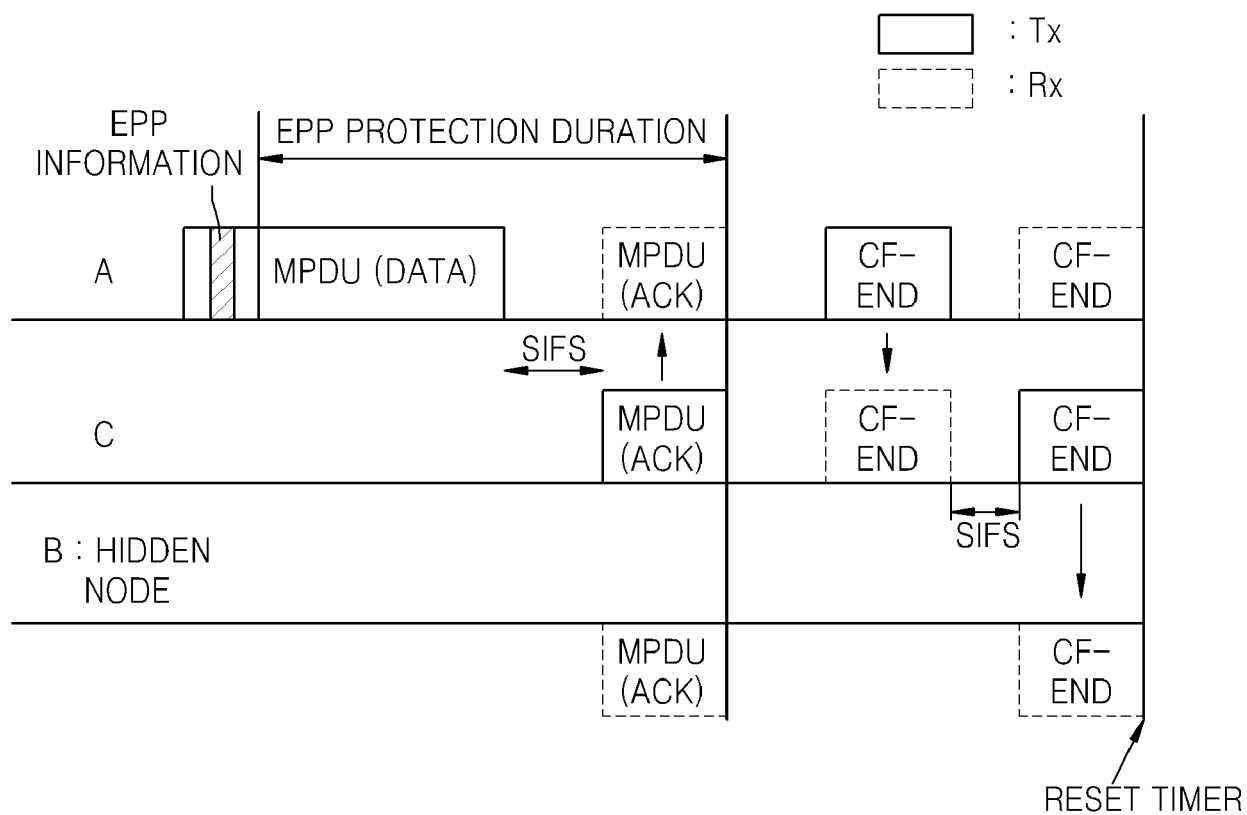 : Tx
: Rx
EPP
INFORMATION
EPP PROTECTION DURATION
A
MPDU (DATA)
MPDU
(ACK)
CF-
END
CF-
END
SIFS
C
MPDU
(ACK)
CF-
END
CF-
END
SIFS
B : HIDDEN
NODE
MPDU
(ACK)
CF-
END
RESET TIMER